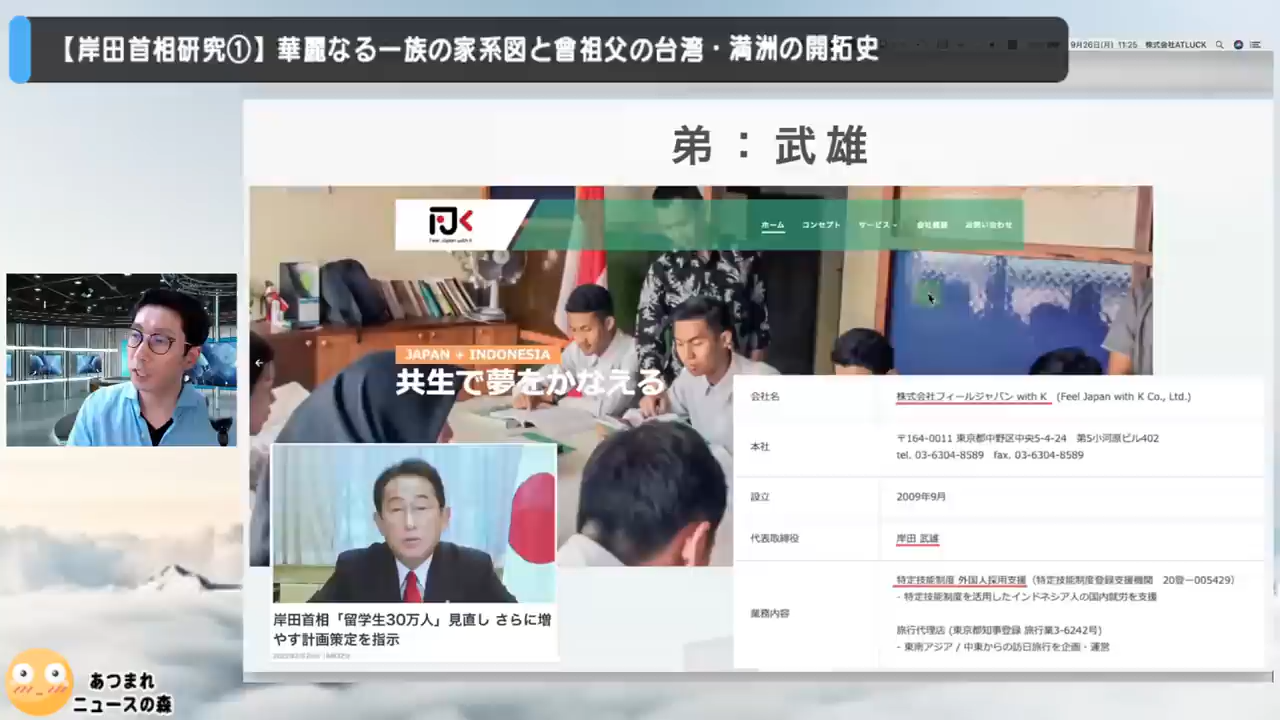 【岸田首相研究①】華麗なる一族の家系図と曾祖父の台湾・満洲の開拓史
9月26日(月) 11:25 株式会社ATLUCK
弟：武雄
Feel Japan with K
ホーム コンセプト サービス 会社概要 お問い合わせ
JAPAN + INDONESIA
共生で夢をかなえる
会社名 株式会社フィールジャパン with K (Feel Japan with K Co., Ltd.)
本社 〒164-0011 東京都中野区中央5-4-24 第5小河原ビル402
tel. 03-6304-8589 fax. 03-6304-8589
設立 2009年9月
代表取締役 岸田 武雄
業務内容 特定技能制度 外国人採用支援（特定技能制度登録支援機関 20登ー005429）
- 特定技能制度を活用したインドネシア人の国内就労を支援
旅行代理店 (東京都知事登録 旅行業3-6242号)
- 東南アジア / 中東からの訪日旅行を企画・運営
岸田首相「留学生30万人」見直し さらに増
やす計画策定を指示
あつまれ
ニュースの森